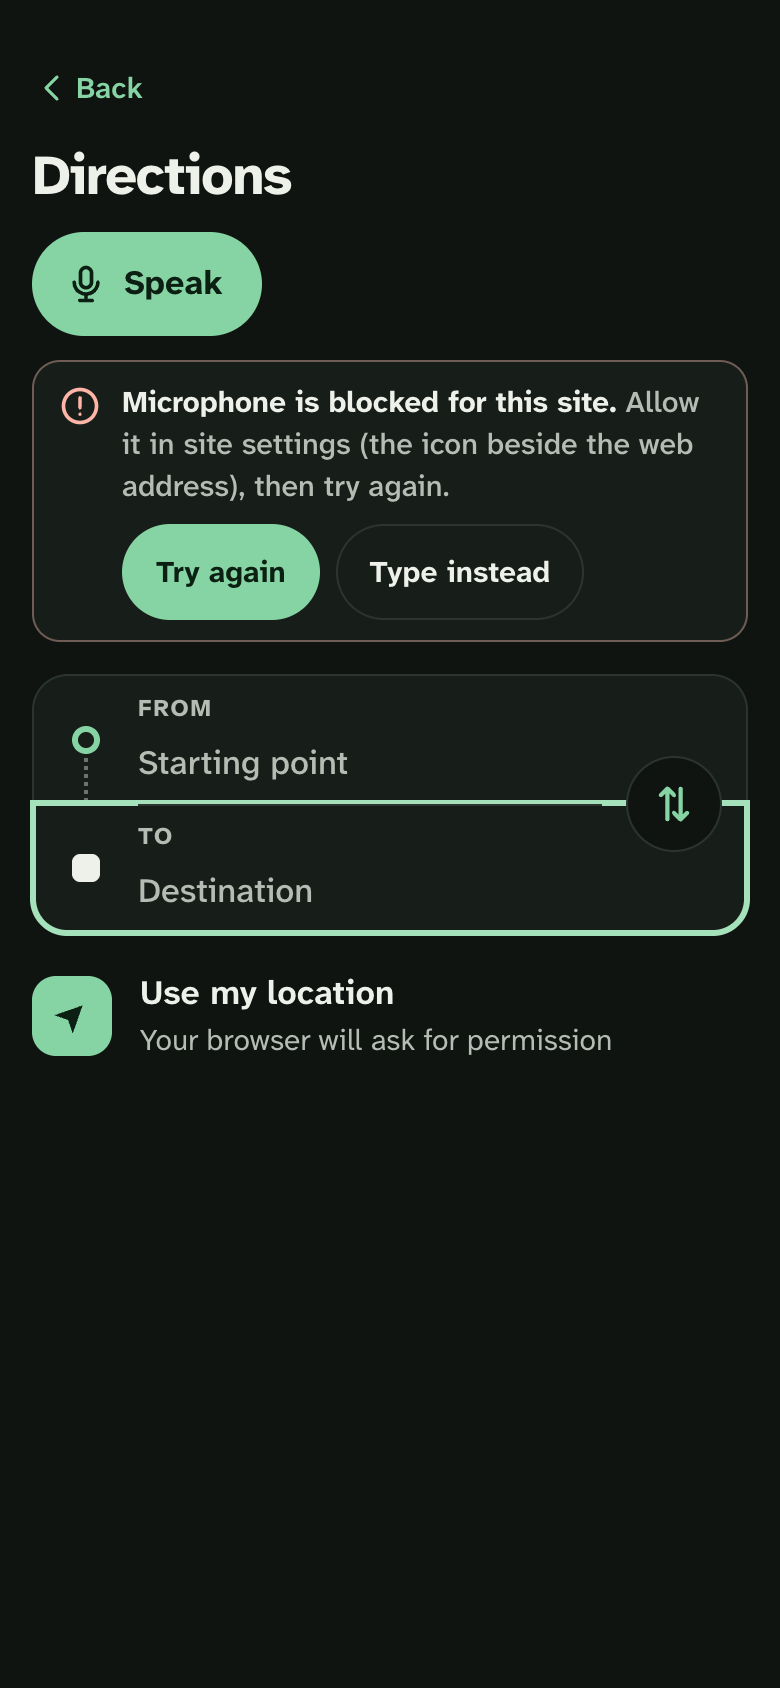 Back
Directions
Speak
Microphone is blocked for this site. Allow
it in site settings (the icon beside the web
address), then try again.
Try again
Type instead
FROM
Starting point
TO
Destination
Use my location
Your browser will ask for permission